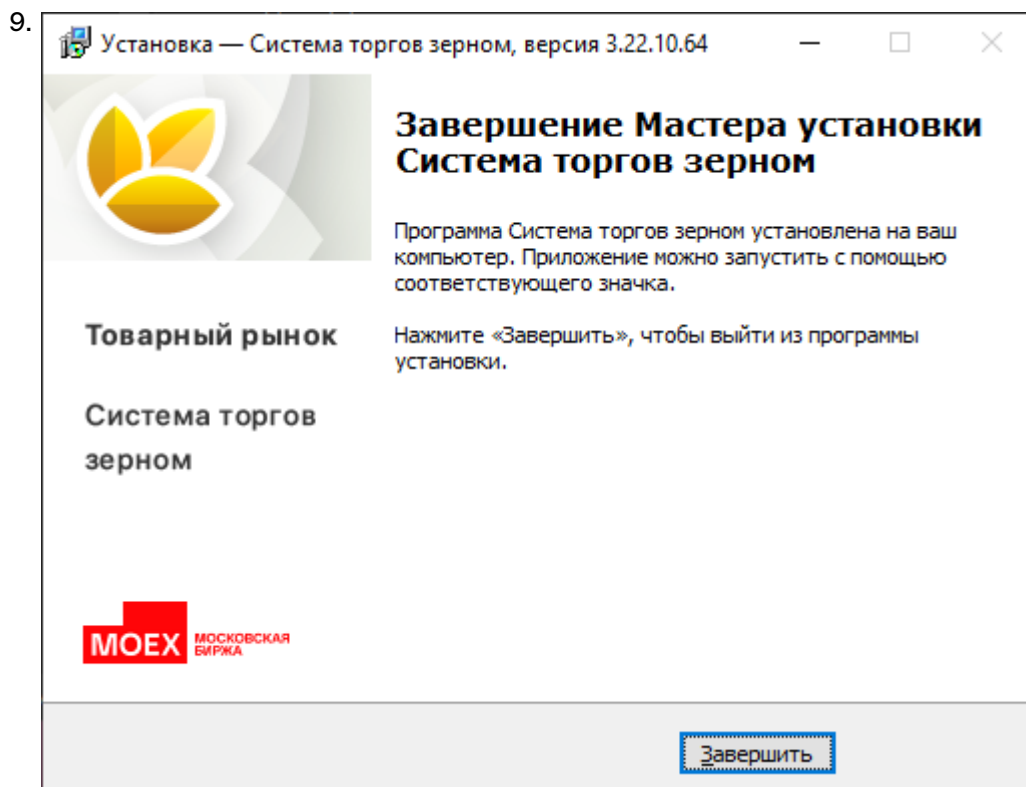 9.
Установка — Система торгов зерном, версия 3.22.10.64
Завершение Мастера установки
Система торгов зерном
Программа Система торгов зерном установлена на ваш
компьютер. Приложение можно запустить с помощью
соответствующего значка.
Нажмите «Завершить», чтобы выйти из программы
установки.
Товарный рынок
Система торгов
зерном
MOEX МОСКОВСКАЯ
БИРЖА
Завершить